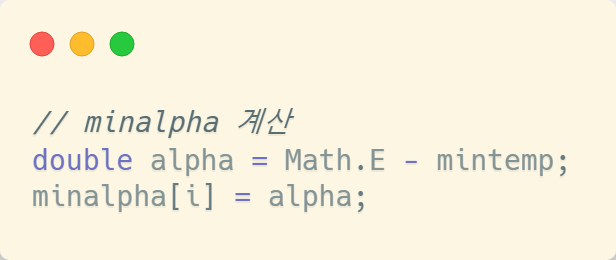 // minalpha 계산
double alpha = Math.E - mintemp;
minalpha[i] = alpha;